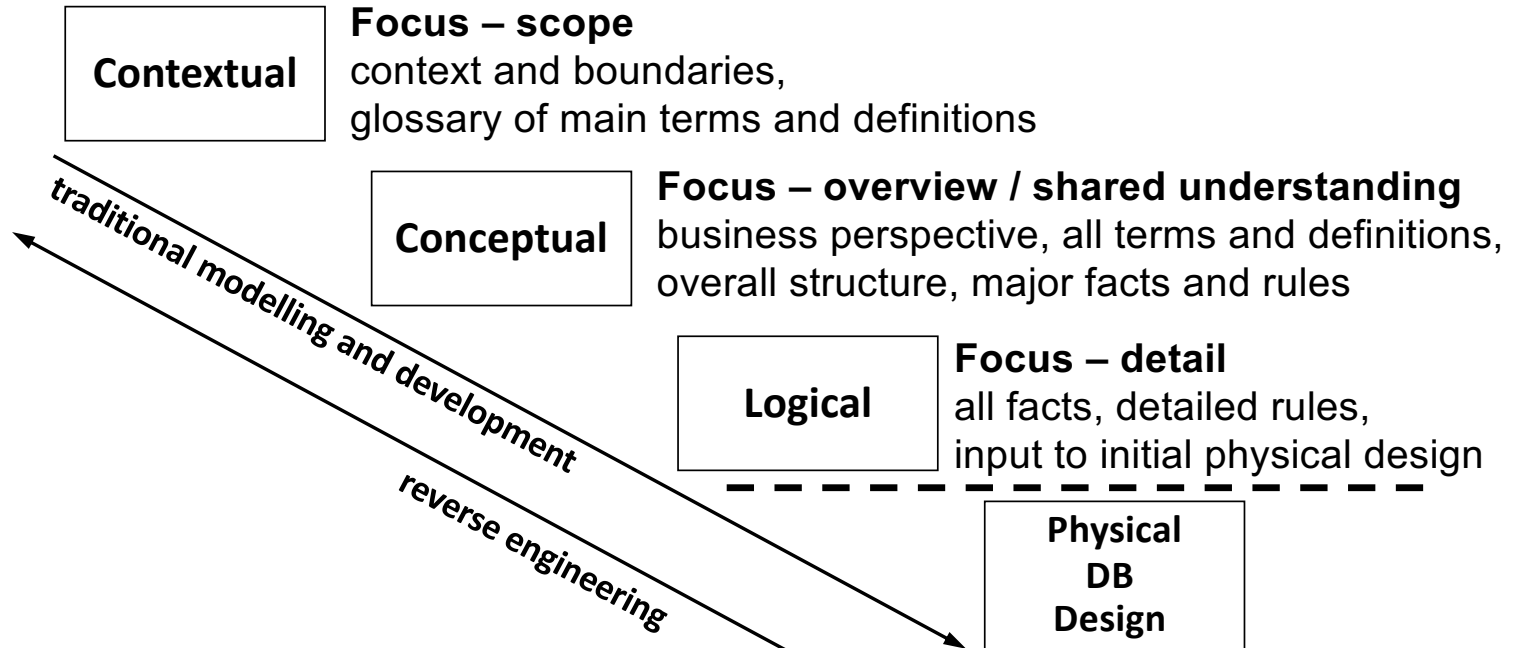 Contextual
Focus – scope
context and boundaries,
glossary of main terms and definitions
Conceptual
Focus – overview / shared understanding
business perspective, all terms and definitions,
overall structure, major facts and rules
traditional modelling and development
reverse engineering
Logical
Focus – detail
all facts, detailed rules,
input to initial physical design
Physical
DB
Design